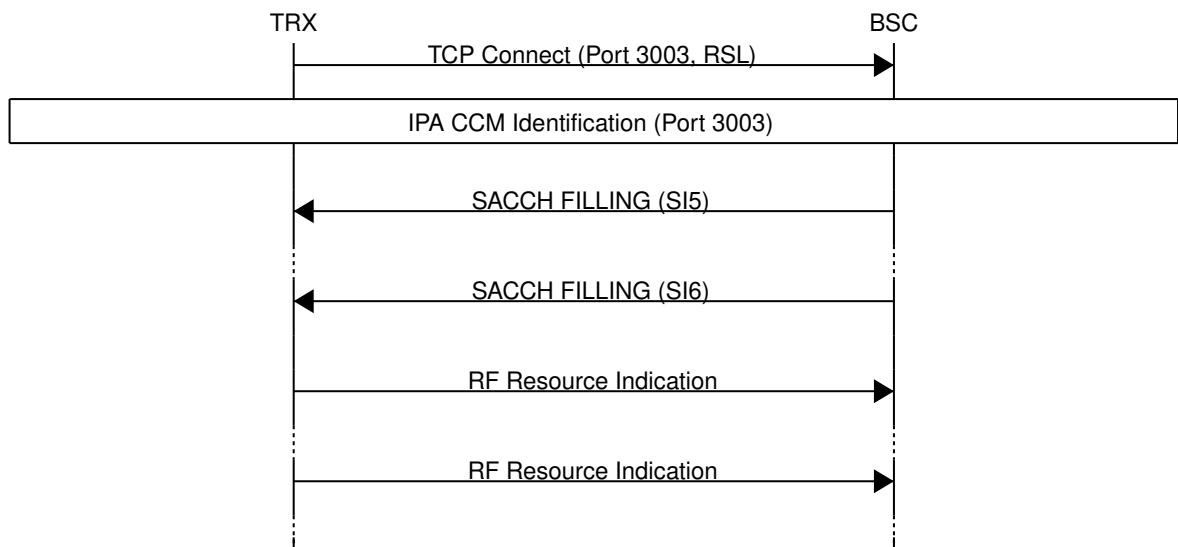 TRX BSC
TCP Connect (Port 3003, RSL)
IPA CCM Identification (Port 3003)
SACCH FILLING (SI5)
SACCH FILLING (SI6)
RF Resource Indication
RF Resource Indication